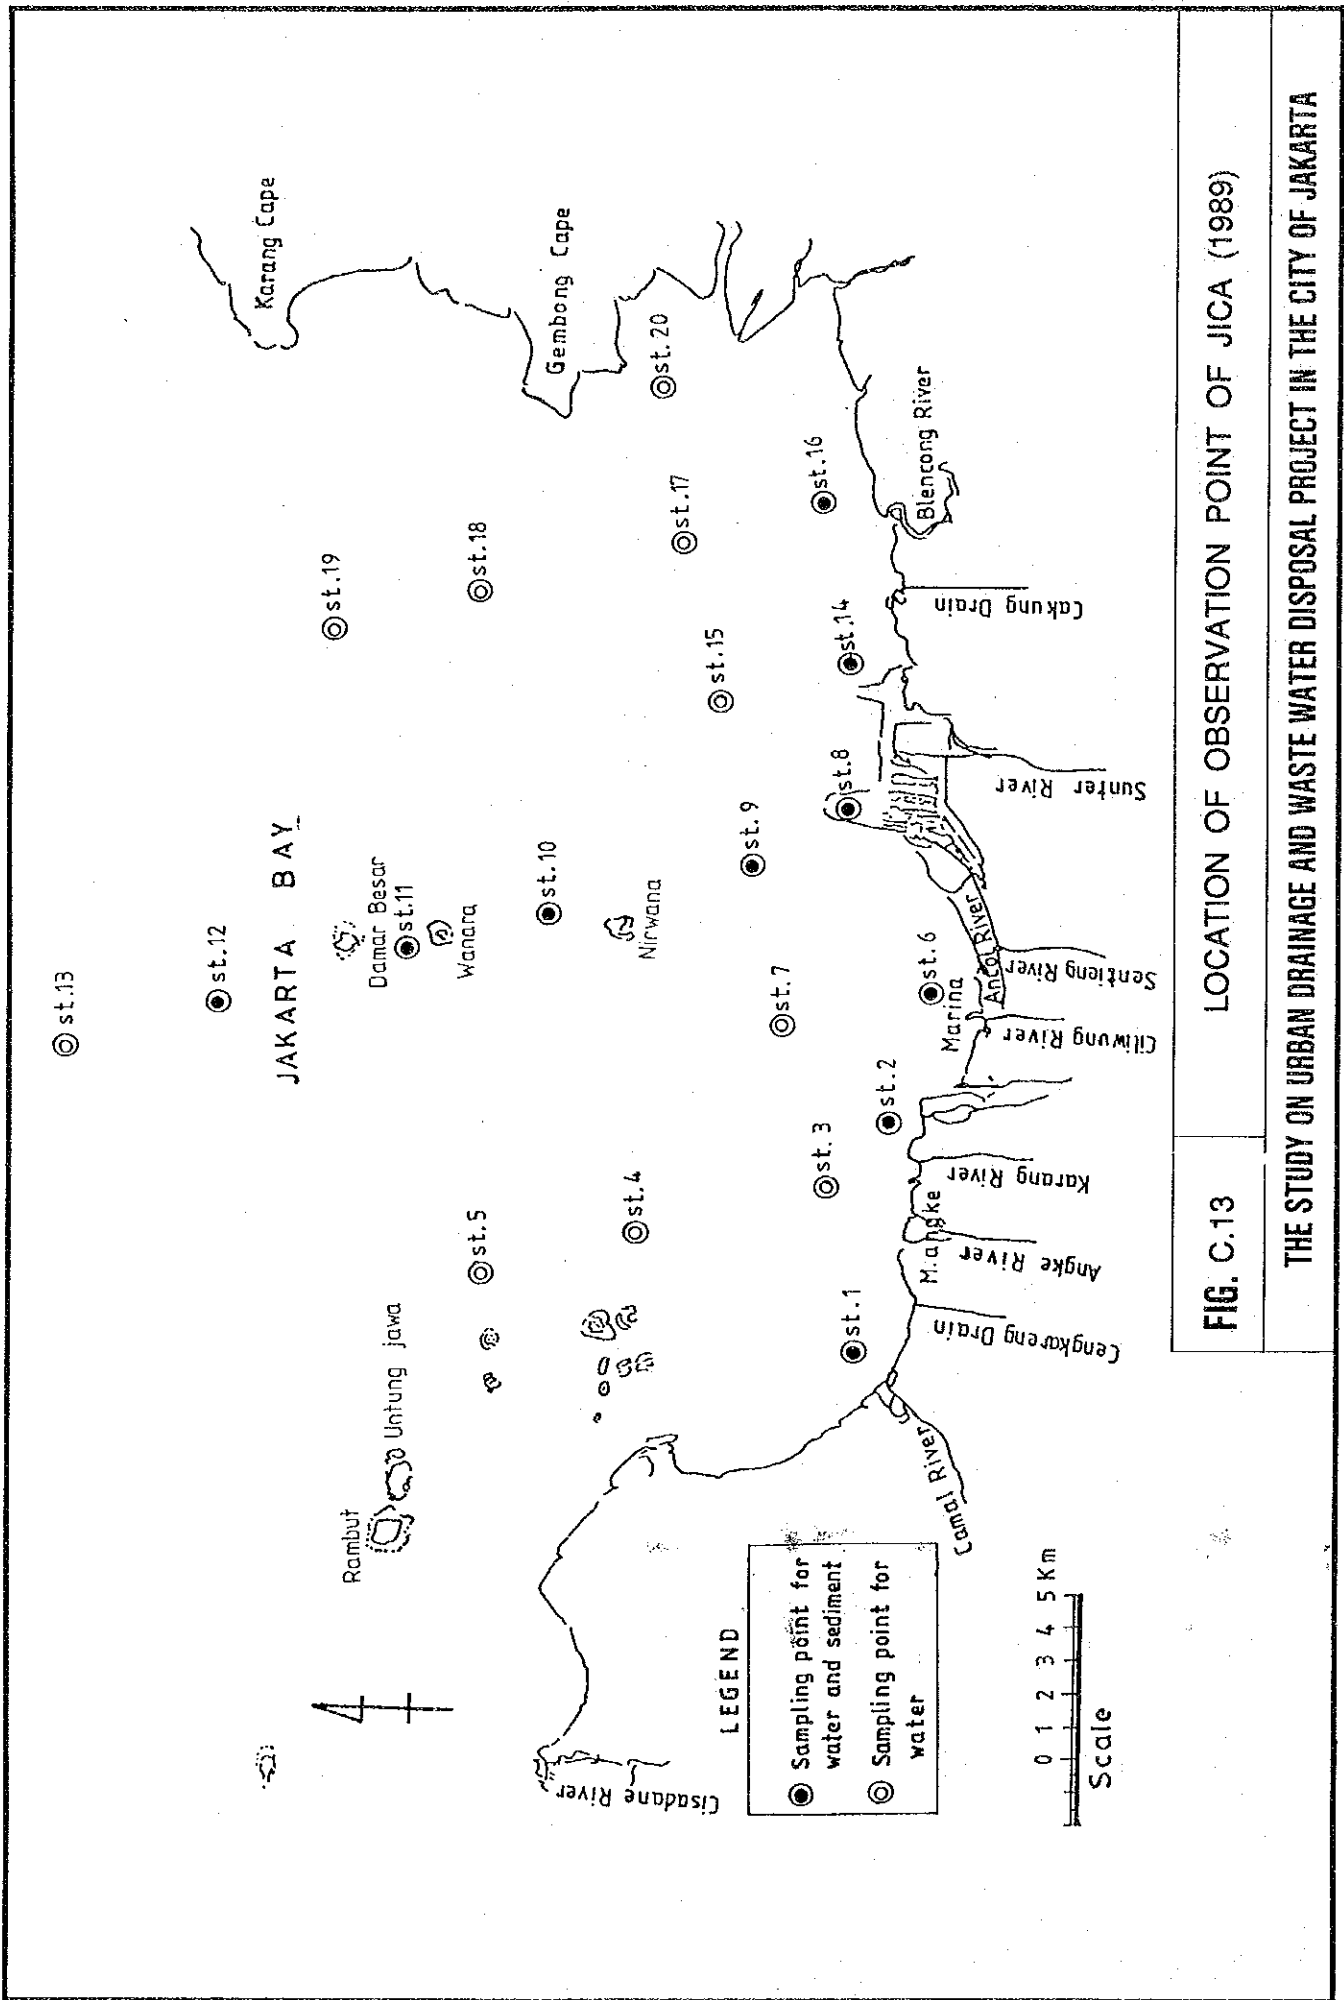 JAKARTA BAY
st.13
st.12
st.19
Karang Cape
Damar Besar
st.11
Wanara
Rambut
Untung jawa
st.5
st.18
st.10
Gembong Cape
st.4
Nirwana
st.17
st.20
st.15
st.9
st.7
st.3
st.16
st.14
st.8
st.1
st.2
st.6
Cisadane River
Camal River
Cengkareng Drain
M.angke
Angke River
Karang River
Marina
Ciliwung River
Ancol River
Sentieng River
Sunter River
Cakung Drain
Blencong River
LEGEND
Sampling point for
water and sediment
Sampling point for
water
0 1 2 3 4 5 Km
Scale
FIG. C.13
LOCATION OF OBSERVATION POINT OF JICA (1989)
THE STUDY ON URBAN DRAINAGE AND WASTE WATER DISPOSAL PROJECT IN THE CITY OF JAKARTA